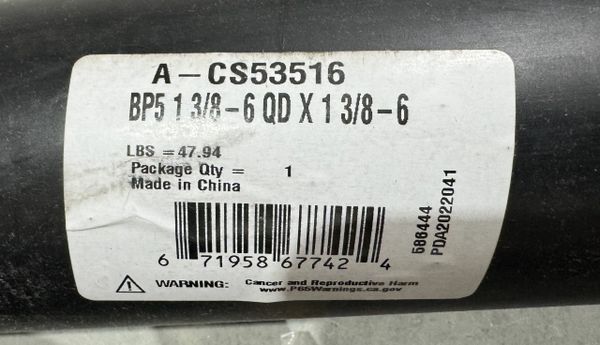 A-CS53516
BP5 1 3/8-6 QD X 1 3/8-6
LBS =47.94
Package Qty = 1
Made in China
6 71958 67742 4
586444
PDA2022041
WARNING: Cancer and Reproductive Harm
www.P65Warnings.ca.gov